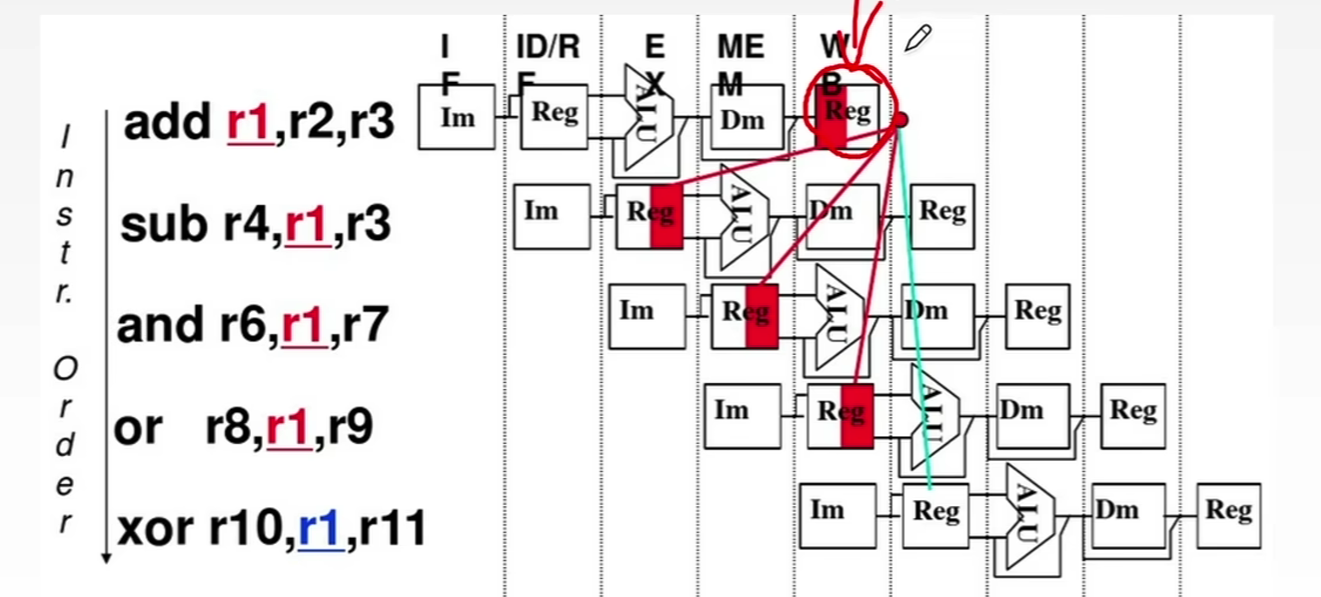 IF ID/RF EX MEM WB
Instr. Order
add r1,r2,r3
Im Reg ALU Dm Reg
sub r4,r1,r3
Im Reg ALU Dm Reg
and r6,r1,r7
Im Reg ALU Dm Reg
or r8,r1,r9
Im Reg ALU Dm Reg
xor r10,r1,r11
Im Reg ALU Dm Reg